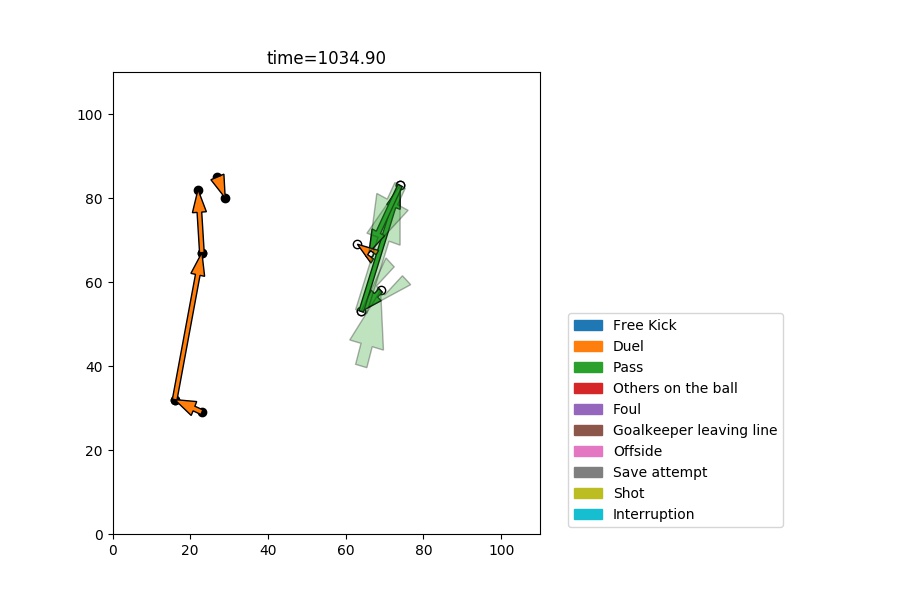 time=1034.90
100
80
60
40
20
0
0 20 40 60 80 100
Free Kick
Duel
Pass
Others on the ball
Foul
Goalkeeper leaving line
Offside
Save attempt
Shot
Interruption